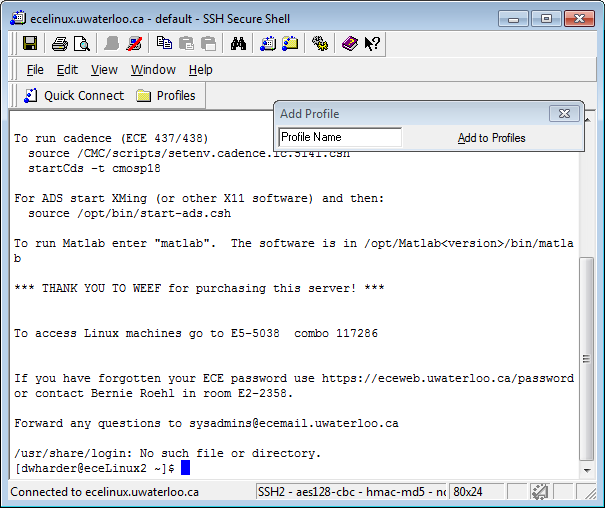 ecelinux.uwaterloo.ca - default - SSH Secure Shell
File Edit View Window Help
Quick Connect Profiles
Add Profile
Profile Name Add to Profiles
To run cadence (ECE 437/438)
source /CMC/scripts/setenv.cadence.ic.5141.csh
startCds -t cmosp18
For ADS start XMing (or other X11 software) and then:
source /opt/bin/start-ads.csh
To run Matlab enter "matlab".  The software is in /opt/Matlab<version>/bin/matla
b
*** THANK YOU TO WEEF for purchasing this server! ***
To access Linux machines go to E5-5038  combo 117286
If you have forgotten your ECE password use https://eceweb.uwaterloo.ca/password
or contact Bernie Roehl in room E2-2358.
Forward any questions to sysadmins@ecemail.uwaterloo.ca
/usr/share/login: No such file or directory.
[dwharder@eceLinux2 ~]$
Connected to ecelinux.uwaterloo.ca SSH2 - aes128-cbc - hmac-md5 - 80x24